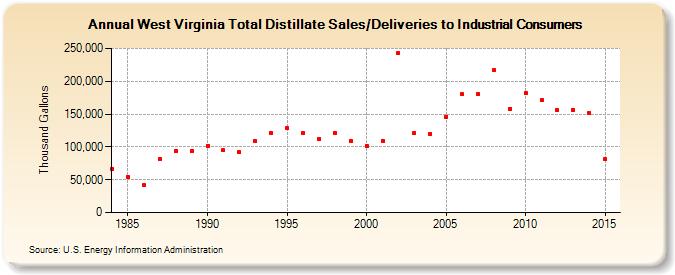 Annual West Virginia Total Distillate Sales/Deliveries to Industrial Consumers
Thousand Gallons
250,000
200,000
150,000
100,000
50,000
0
1985 1990 1995 2000 2005 2010 2015
Source: U.S. Energy Information Administration